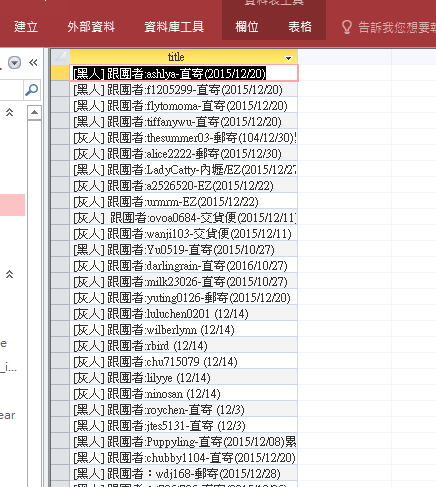 資料表工具
建立 外部資料 資料庫工具 欄位 表格 告訴我您想要新
title
[黑人] 跟團者:ashlya-直寄(2015/12/20)
[黑人] 跟團者:f1205299-直寄(2015/12/20)
[黑人] 跟團者:flytomoma-直寄(2015/12/20)
[黑人] 跟團者:tiffanywu-直寄(2015/12/20)
[灰人] 跟團者:thesummer03-郵寄(104/12/30)
[灰人] 跟團者:alice2222-郵寄(2015/12/30)
[黑人] 跟團者:LadyCatty-內壢/EZ(2015/12/27
[灰人] 跟團者:a2526520-EZ(2015/12/22)
[灰人] 跟團者:urmrm-EZ(2015/12/22)
[灰人] 跟團者:ovoa0684-交貨便(2015/12/11)
[灰人] 跟團者:wanji103-交貨便(2015/12/11)
[黑人] 跟團者:Yu0519-直寄(2015/10/27)
[灰人] 跟團者:darlingrain-直寄(2016/10/27)
[灰人] 跟團者:milk23026-直寄(2015/10/27)
[灰人] 跟團者:yuting0126-郵寄(2015/12/20)
[灰人] 跟團者:luluchen0201 (12/14)
[灰人] 跟團者:wilberlynn (12/14)
[灰人] 跟團者:rbird (12/14)
[灰人] 跟團者:chu715079 (12/14)
[灰人] 跟團者:lilyye (12/14)
[灰人] 跟團者:ninosan (12/14)
[黑人] 跟團者:roychen-直寄 (12/3)
[黑人] 跟團者:jtes5131-直寄 (12/3)
[黑人] 跟團者:Puppyling-直寄(2015/12/08)累
[黑人] 跟團者:chubby1104-直寄(2015/12/20)
[黑人] 跟團者：wdj168-郵寄(2015/12/28)
e
_i...
ear